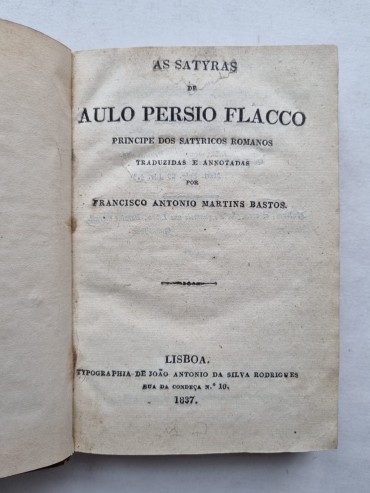 AS SATYRAS
DE
AULO PERSIO FLACCO
PRINCIPE DOS SATYRICOS ROMANOS
TRADUZIDAS E ANNOTADAS
POR
FRANCISCO ANTONIO MARTINS BASTOS.
LISBOA.
TYPOGRAPHIA DE JOÃO ANTONIO DA SILVA RODRIGUES
RUA DA CONDEÇA N.º 10.
1837.